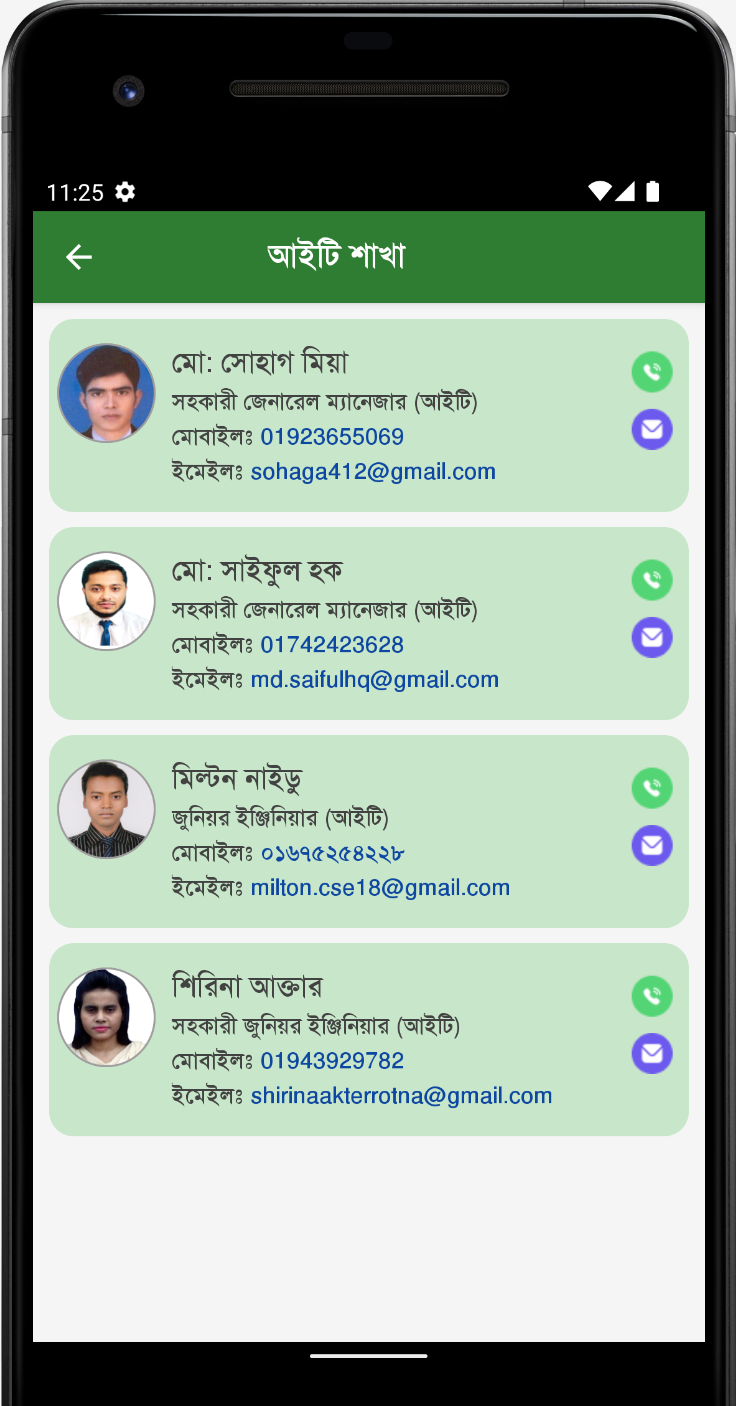 11:25
আইটি শাখা
মো: সোহাগ মিয়া
সহকারী জেনারেল ম্যানেজার (আইটি)
মোবাইলঃ 01923655069
ইমেইলঃ sohaga412@gmail.com
মো: সাইফুল হক
সহকারী জেনারেল ম্যানেজার (আইটি)
মোবাইলঃ 01742423628
ইমেইলঃ md.saifulhq@gmail.com
মিল্টন নাইডু
জুনিয়র ইঞ্জিনিয়ার (আইটি)
মোবাইলঃ ০১৬৭৫২৫৪২২৮
ইমেইলঃ milton.cse18@gmail.com
শিরিনা আক্তার
সহকারী জুনিয়র ইঞ্জিনিয়ার (আইটি)
মোবাইলঃ 01943929782
ইমেইলঃ shirinaakterrotna@gmail.com